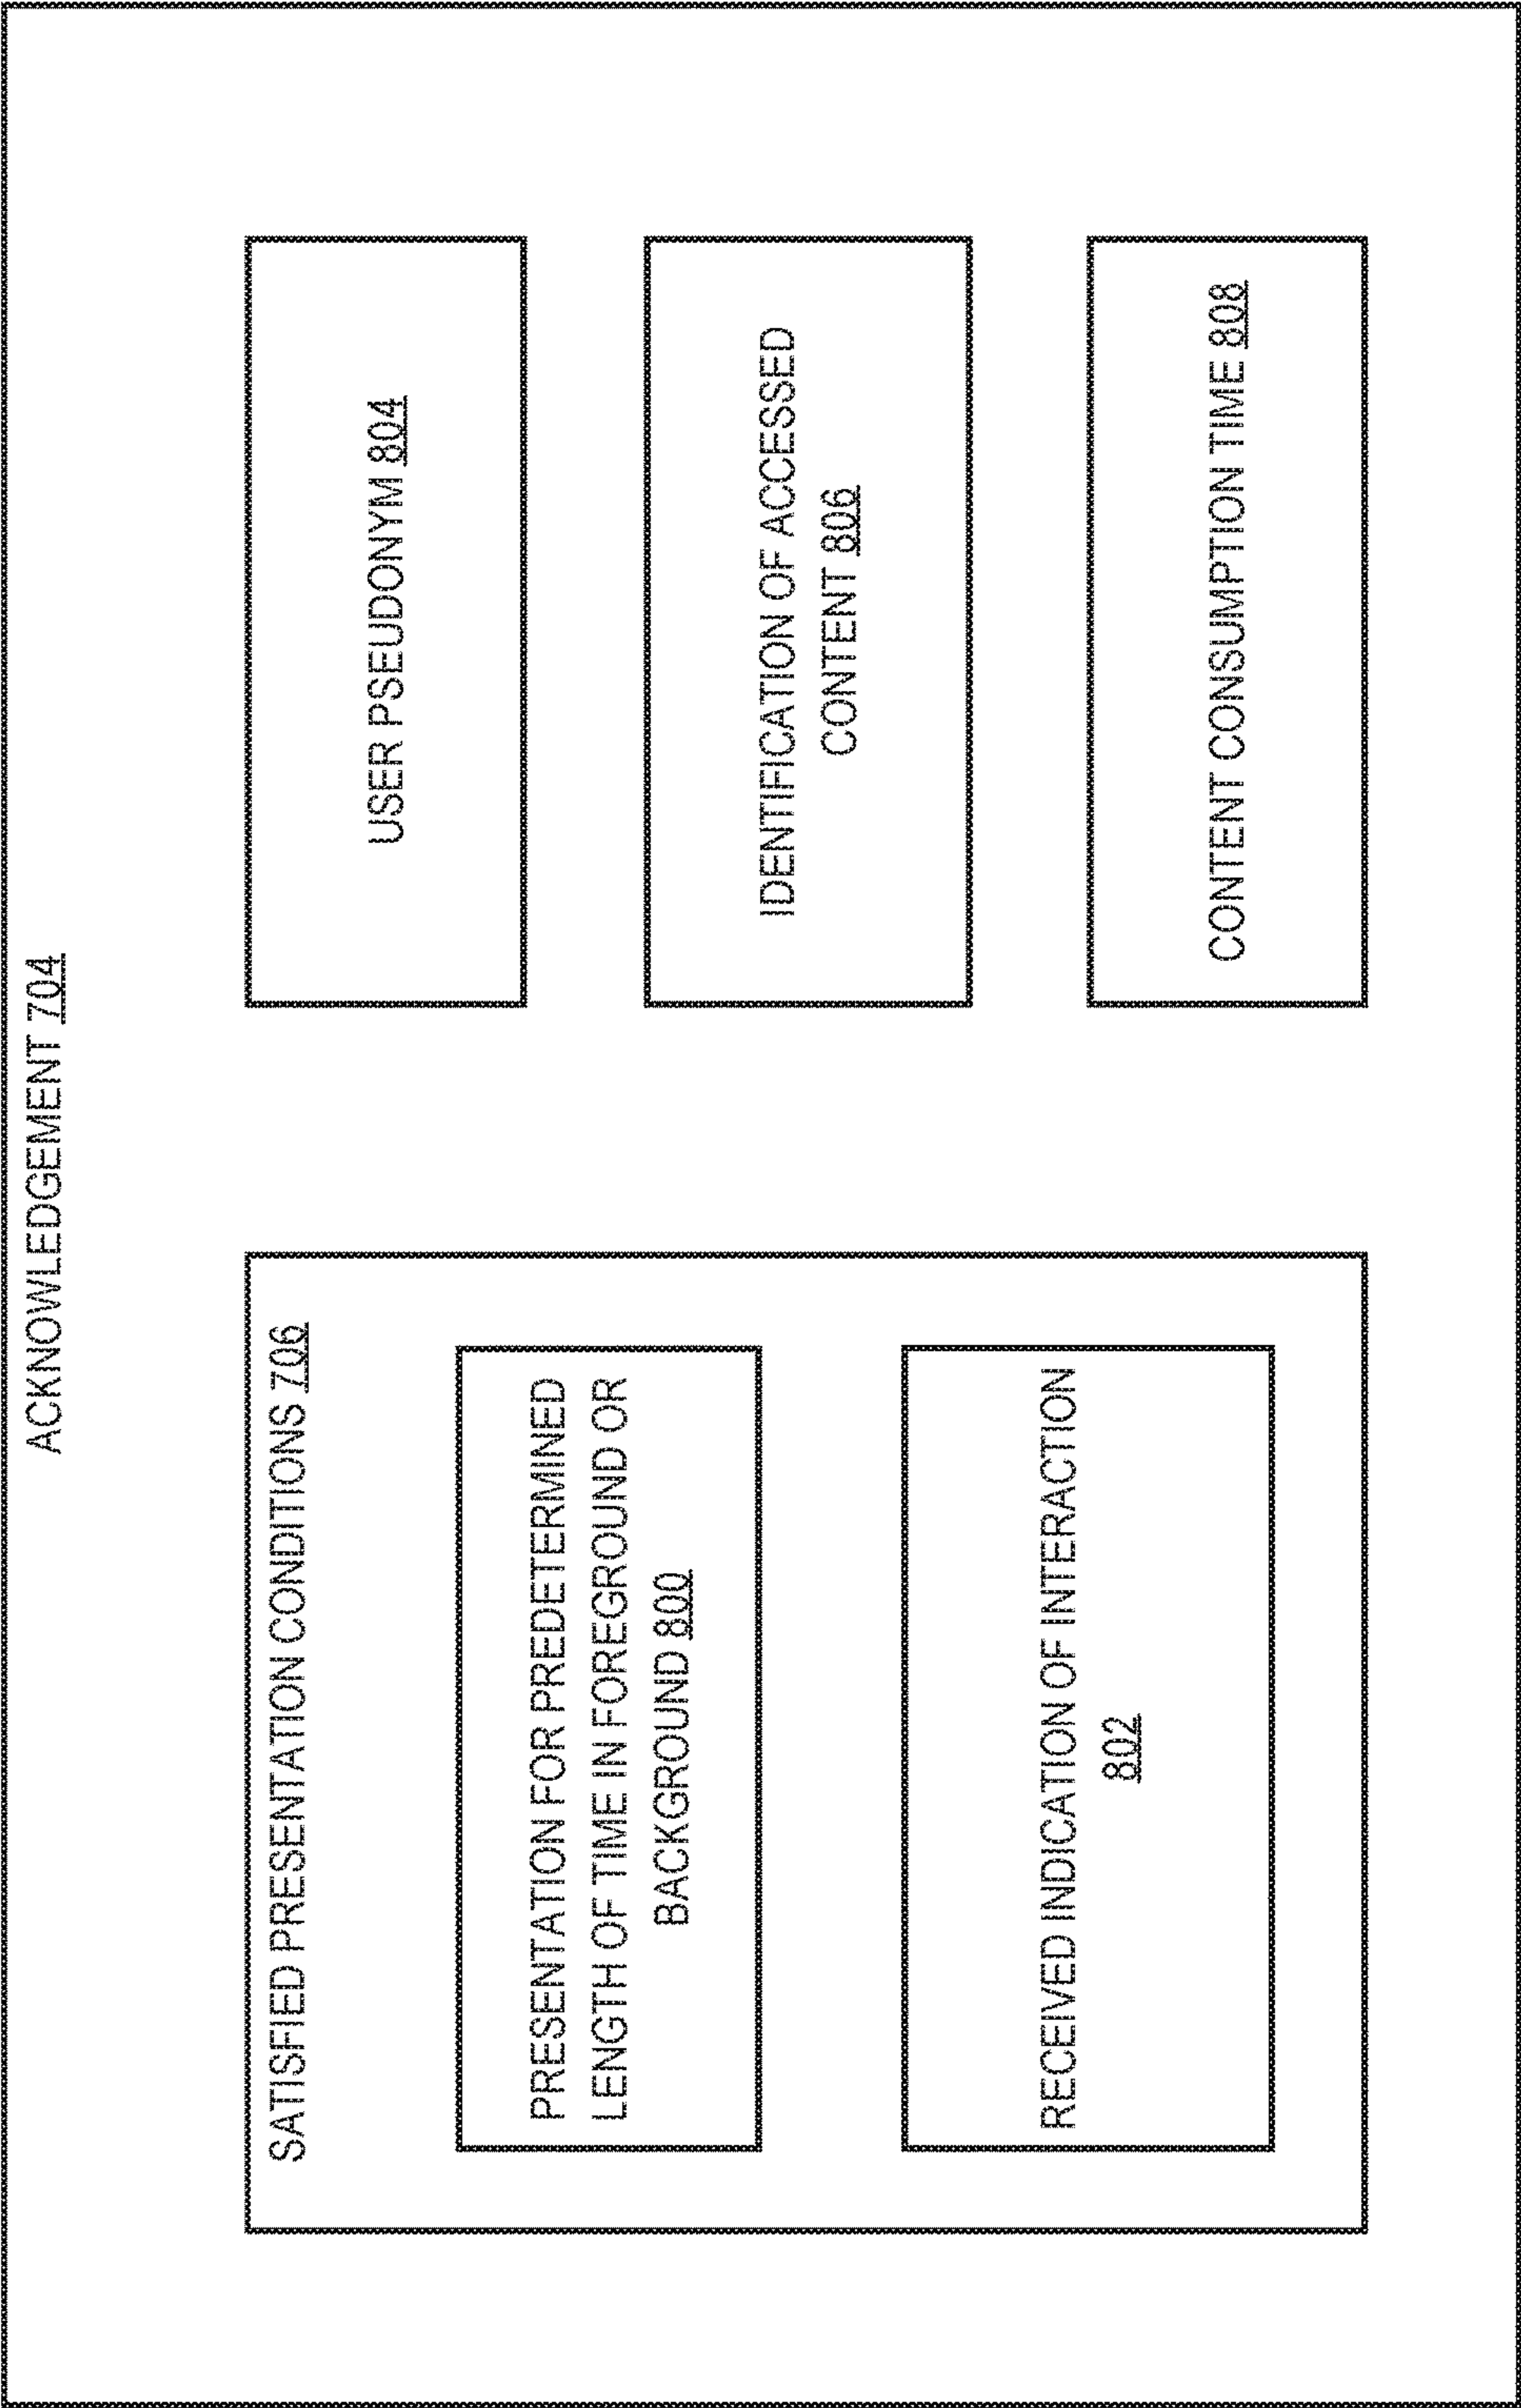 ACKNOWLEDGEMENT 704
SATISFIED PRESENTATION CONDITIONS 706
PRESENTATION FOR PREDETERMINED
LENGTH OF TIME IN FOREGROUND OR
BACKGROUND 800
RECEIVED INDICATION OF INTERACTION
802
USER PSEUDONYM 804
IDENTIFICATION OF ACCESSED
CONTENT 806
CONTENT CONSUMPTION TIME 808